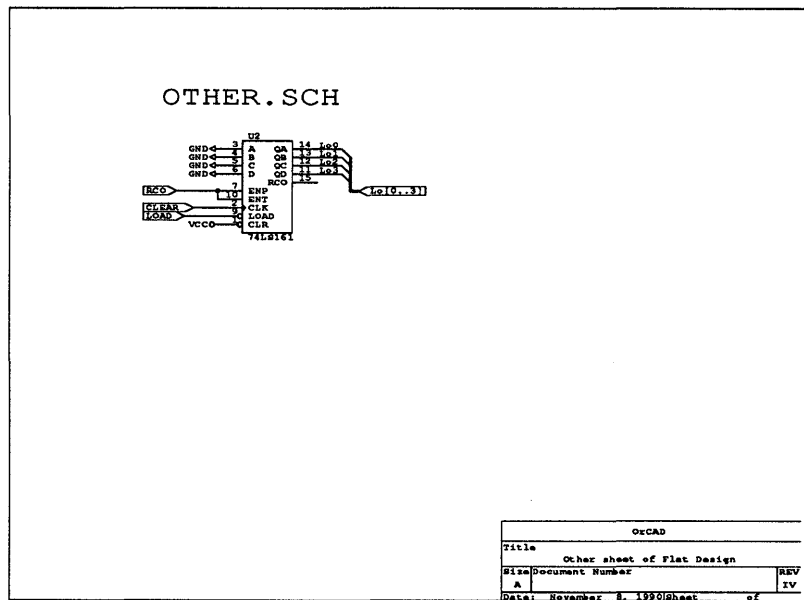 OTHER.SCH
U2
GND 3 A QA 14 Lo0
GND 4 B QB 13 Lo1
GND 5 C QC 12 Lo2
GND 6 D QD 11 Lo3
RCO 15
RCO 7 ENP
10 ENT
Lo[0..3]
CLEAR 2 CLK
LOAD 9 LOAD
VCC 1 CLR
74LS161
OrCAD
Title
Other sheet of Flat Design
Size Document Number REV
A IV
Date: November 8, 1990 Sheet of